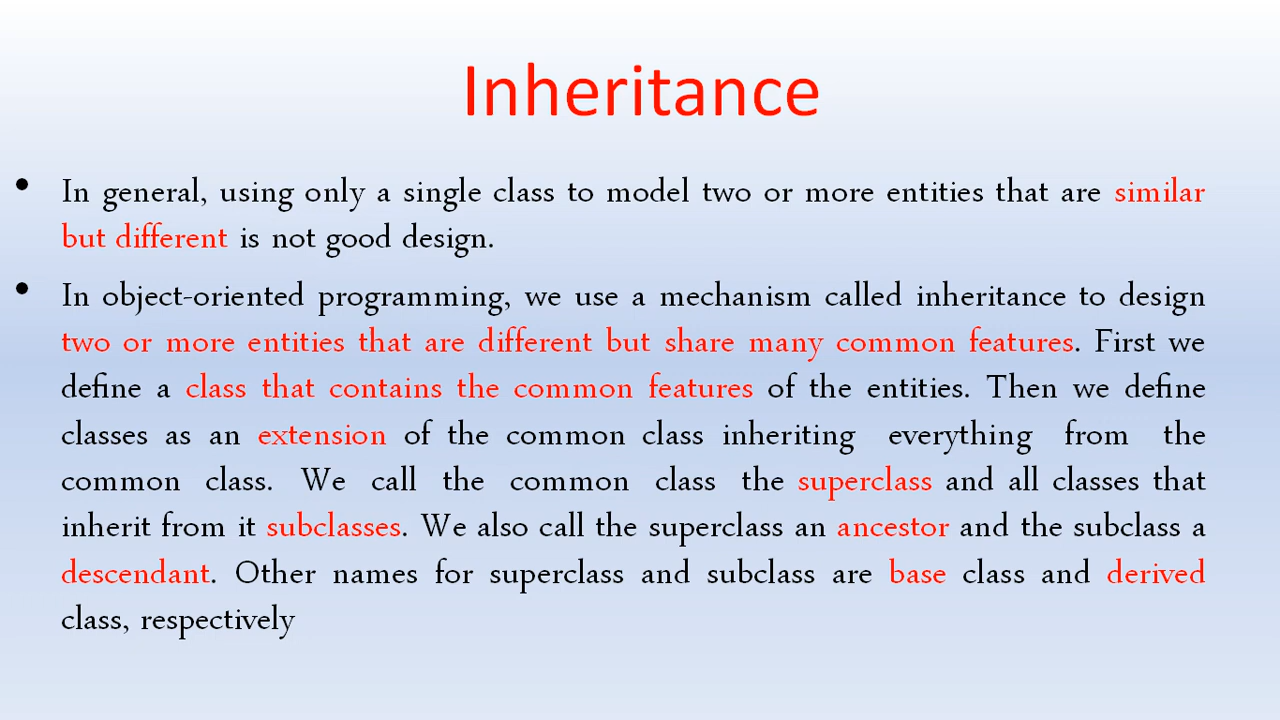 Inheritance
• In general, using only a single class to model two or more entities that are similar
but different is not good design.
• In object-oriented programming, we use a mechanism called inheritance to design
two or more entities that are different but share many common features. First we
define a class that contains the common features of the entities. Then we define
classes as an extension of the common class inheriting everything from the
common class. We call the common class the superclass and all classes that
inherit from it subclasses. We also call the superclass an ancestor and the subclass a
descendant. Other names for superclass and subclass are base class and derived
class, respectively